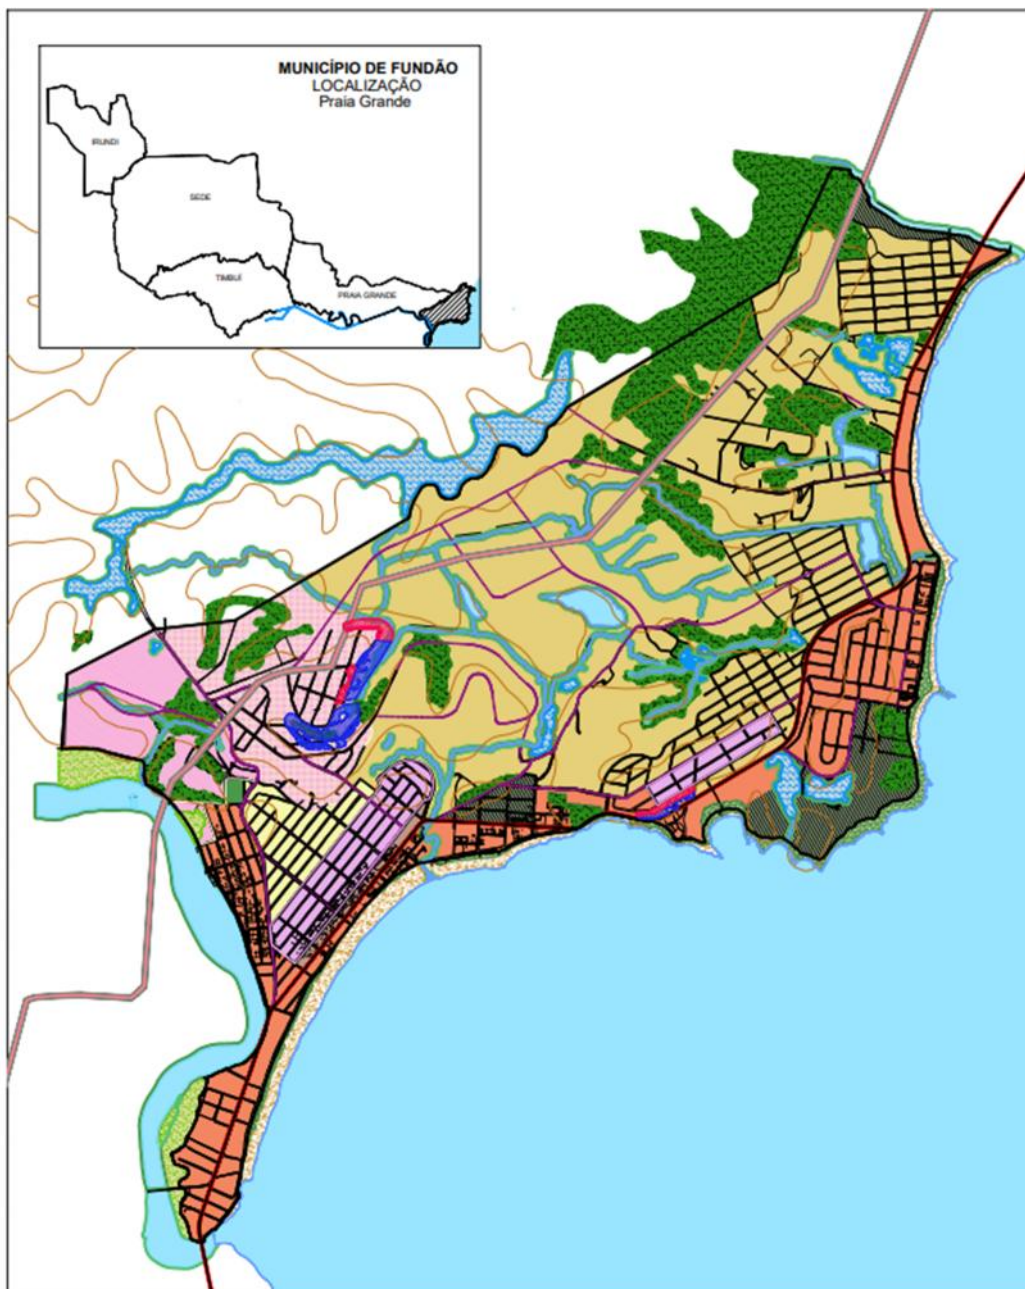 MUNICÍPIO DE FUNDÃO
LOCALIZAÇÃO
Praia Grande
IRUNDI
SEDE
TIMBUÍ
PRAIA GRANDE